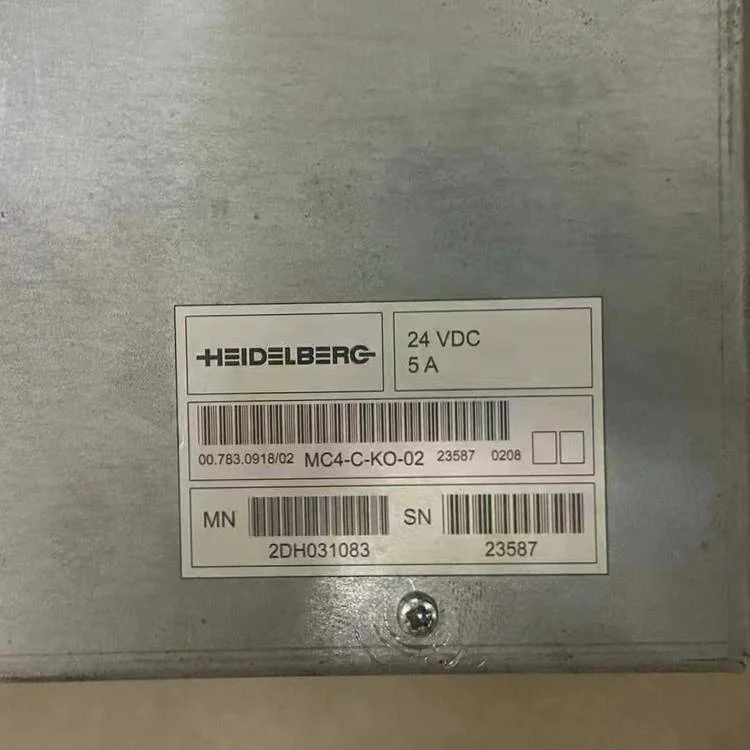 HEIDELBERG
24 VDC
5 A
00.783.0918/02 MC4-C-KO-02 23587 0208
MN 2DH031083
SN 23587